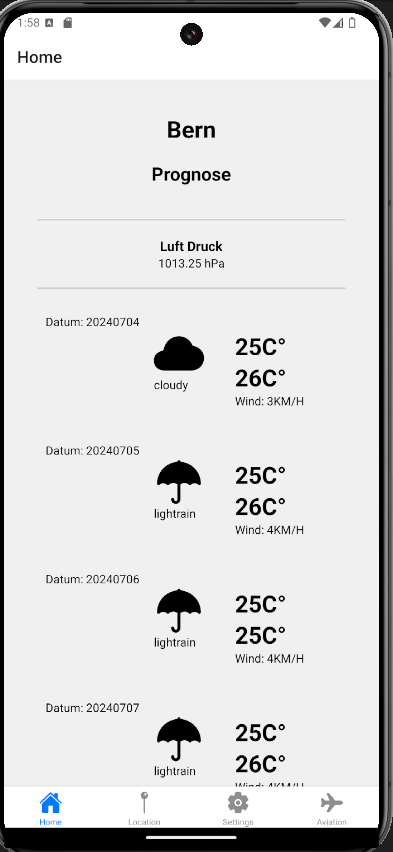 1:58
Home
Bern
Prognose
Luft Druck
1013.25 hPa
Datum: 20240704
cloudy
25C°
26C°
Wind: 3KM/H
Datum: 20240705
lightrain
25C°
26C°
Wind: 4KM/H
Datum: 20240706
lightrain
25C°
25C°
Wind: 4KM/H
Datum: 20240707
lightrain
25C°
26C°
Wind: 4KM/H
Home
Location
Settings
Aviation